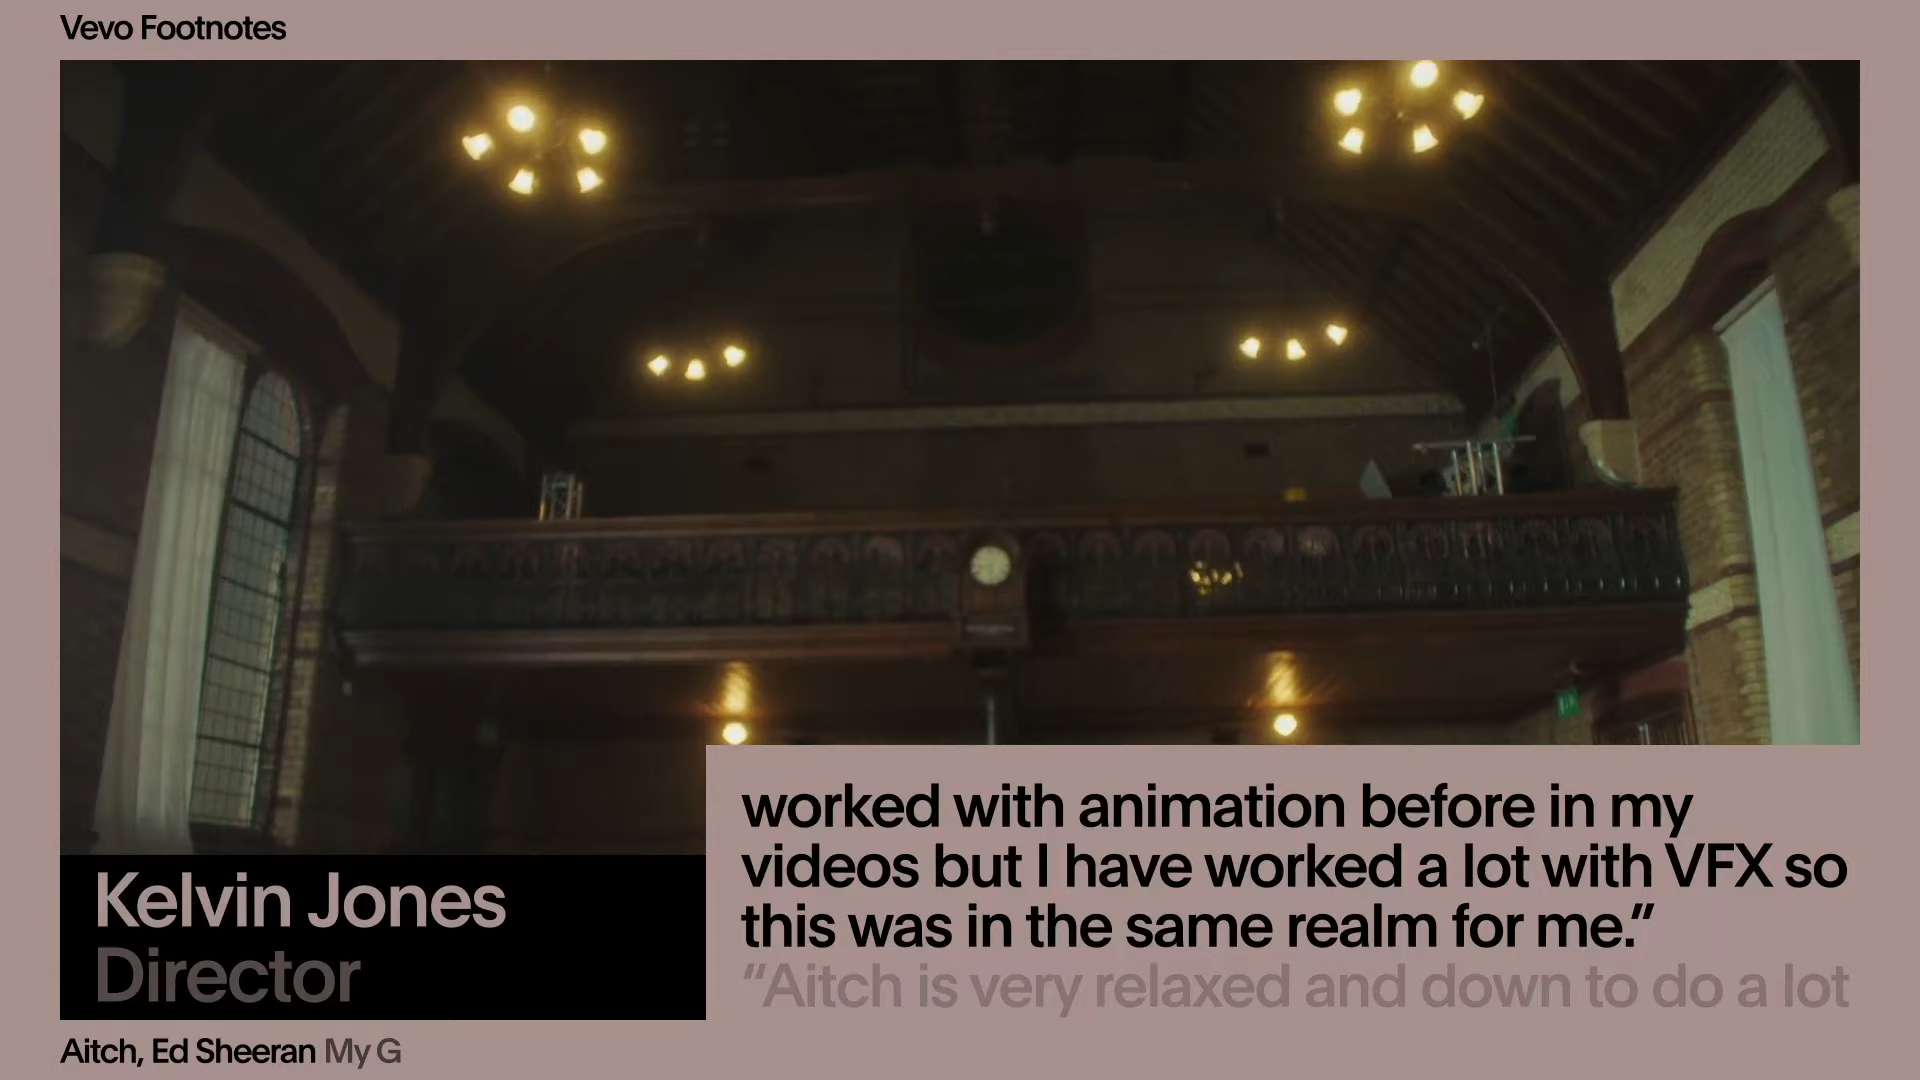 Vevo Footnotes
worked with animation before in my
videos but I have worked a lot with VFX so
this was in the same realm for me.”
“Aitch is very relaxed and down to do a lot
Kelvin Jones
Director
Aitch, Ed Sheeran My G